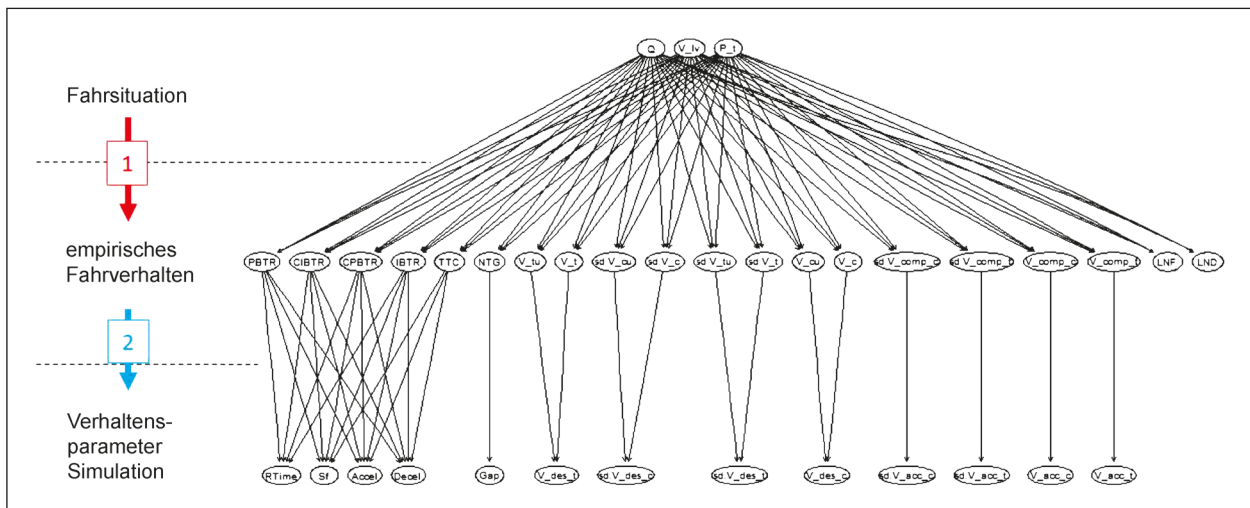 Q V_lv P_t
Fahrsituation
1
empirisches
Fahrverhalten
PBTR CIBTR CPBTR IBTR TTC NTG V_tu V_t sd V_cu sd V_c sd V_tu sd V_t V_cu V_c sd V_comp_c sd V_comp_t V_comp_c V_comp_t LNF LND
2
Verhaltens-
parameter
Simulation
RTime Sf Accel Decel Gap V_des_t sd V_des_c sd V_des_t V_des_c sd V_acc_c sd V_acc_t V_acc_c V_acc_t